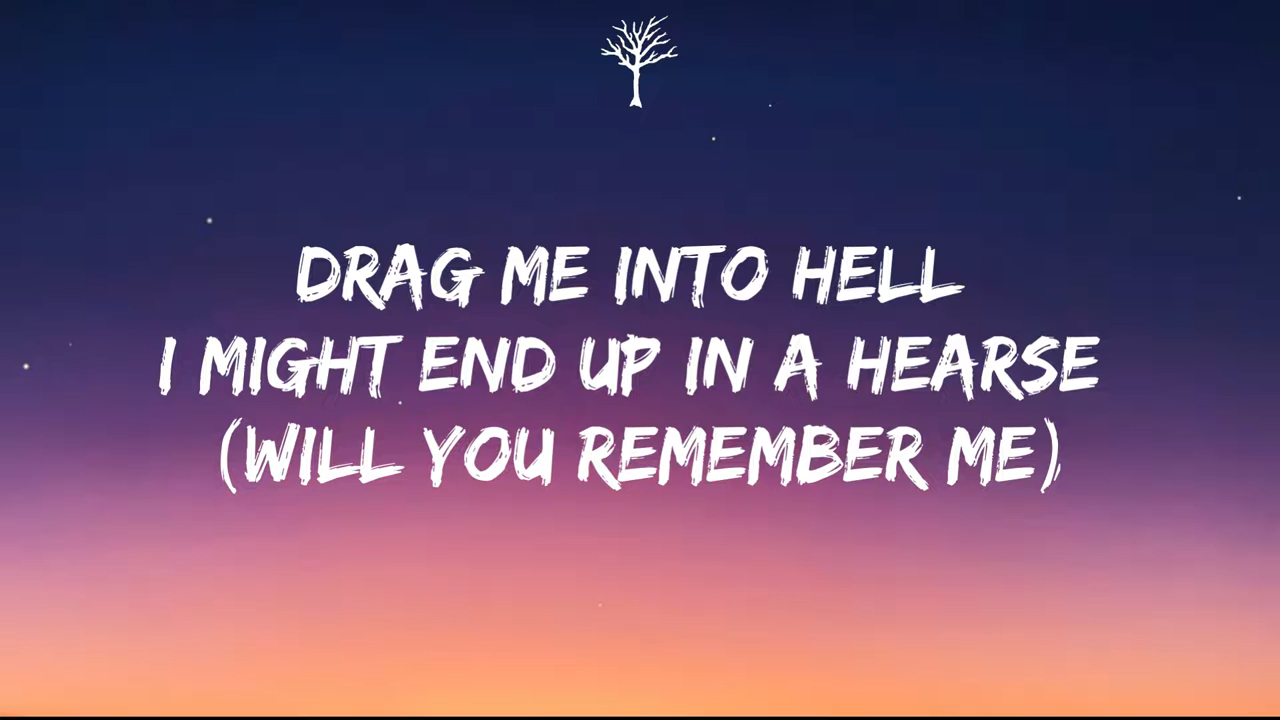 DRAG ME INTO HELL
I MIGHT END UP IN A HEARSE
(WILL YOU REMEMBER ME)